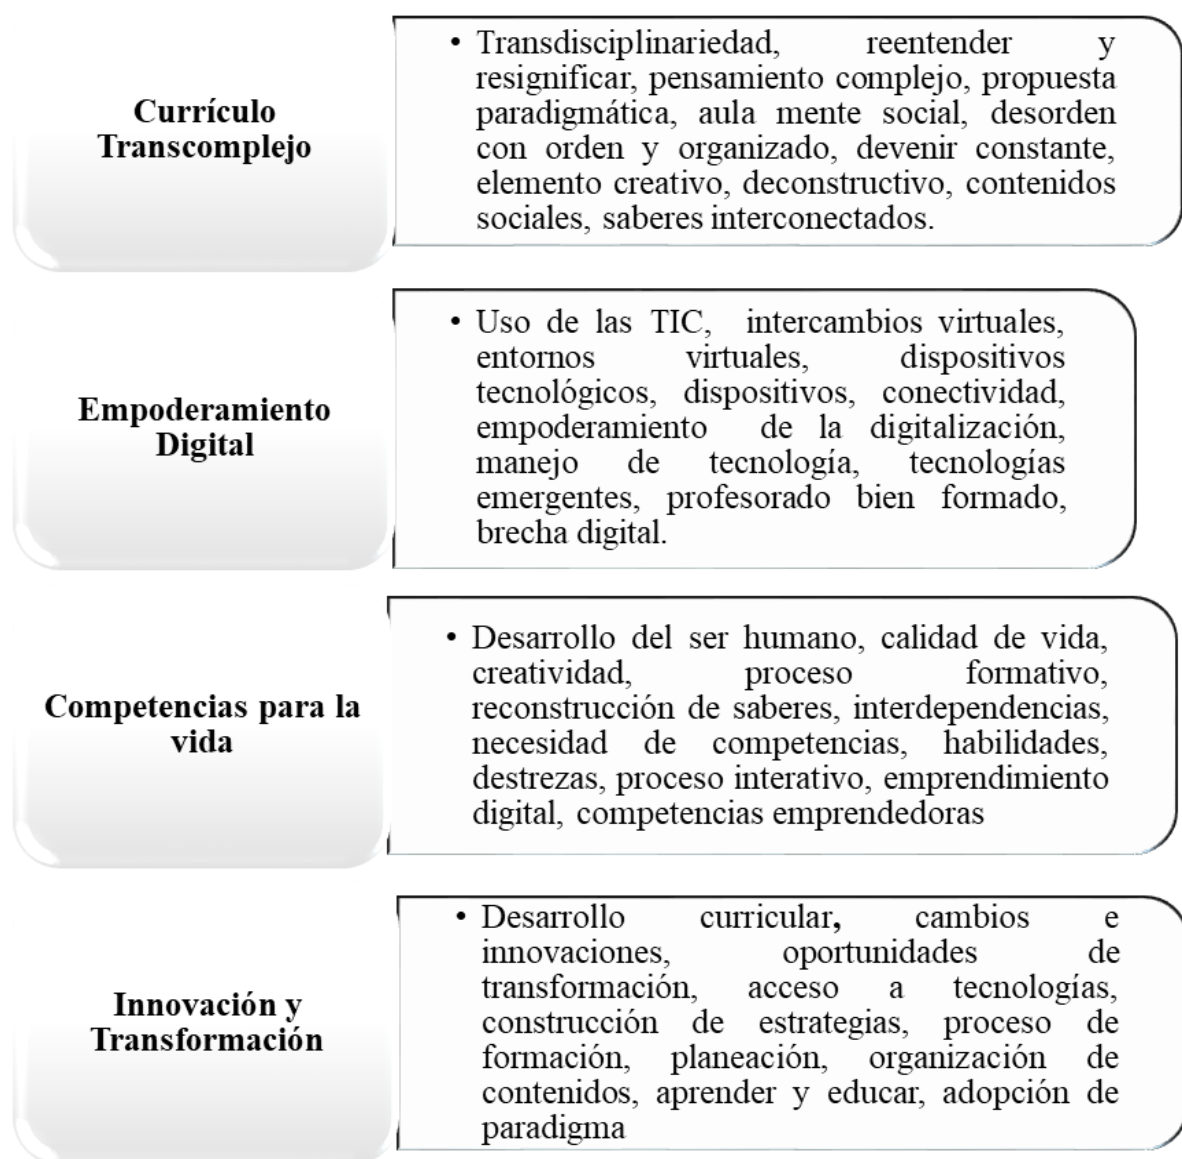 Currículo
Transcomplejo
• Transdisciplinariedad, reentender y
resignificar, pensamiento complejo, propuesta
paradigmática, aula mente social, desorden
con orden y organizado, devenir constante,
elemento creativo, deconstructivo, contenidos
sociales, saberes interconectados.
Empoderamiento
Digital
• Uso de las TIC, intercambios virtuales,
entornos virtuales, dispositivos
tecnológicos, dispositivos, conectividad,
empoderamiento de la digitalización,
manejo de tecnología, tecnologías
emergentes, profesorado bien formado,
brecha digital.
Competencias para la
vida
• Desarrollo del ser humano, calidad de vida,
creatividad, proceso formativo,
reconstrucción de saberes, interdependencias,
necesidad de competencias, habilidades,
destrezas, proceso interativo, emprendimiento
digital, competencias emprendedoras
Innovación y
Transformación
• Desarrollo curricular, cambios e
innovaciones, oportunidades de
transformación, acceso a tecnologías,
construcción de estrategias, proceso de
formación, planeación, organización de
contenidos, aprender y educar, adopción de
paradigma